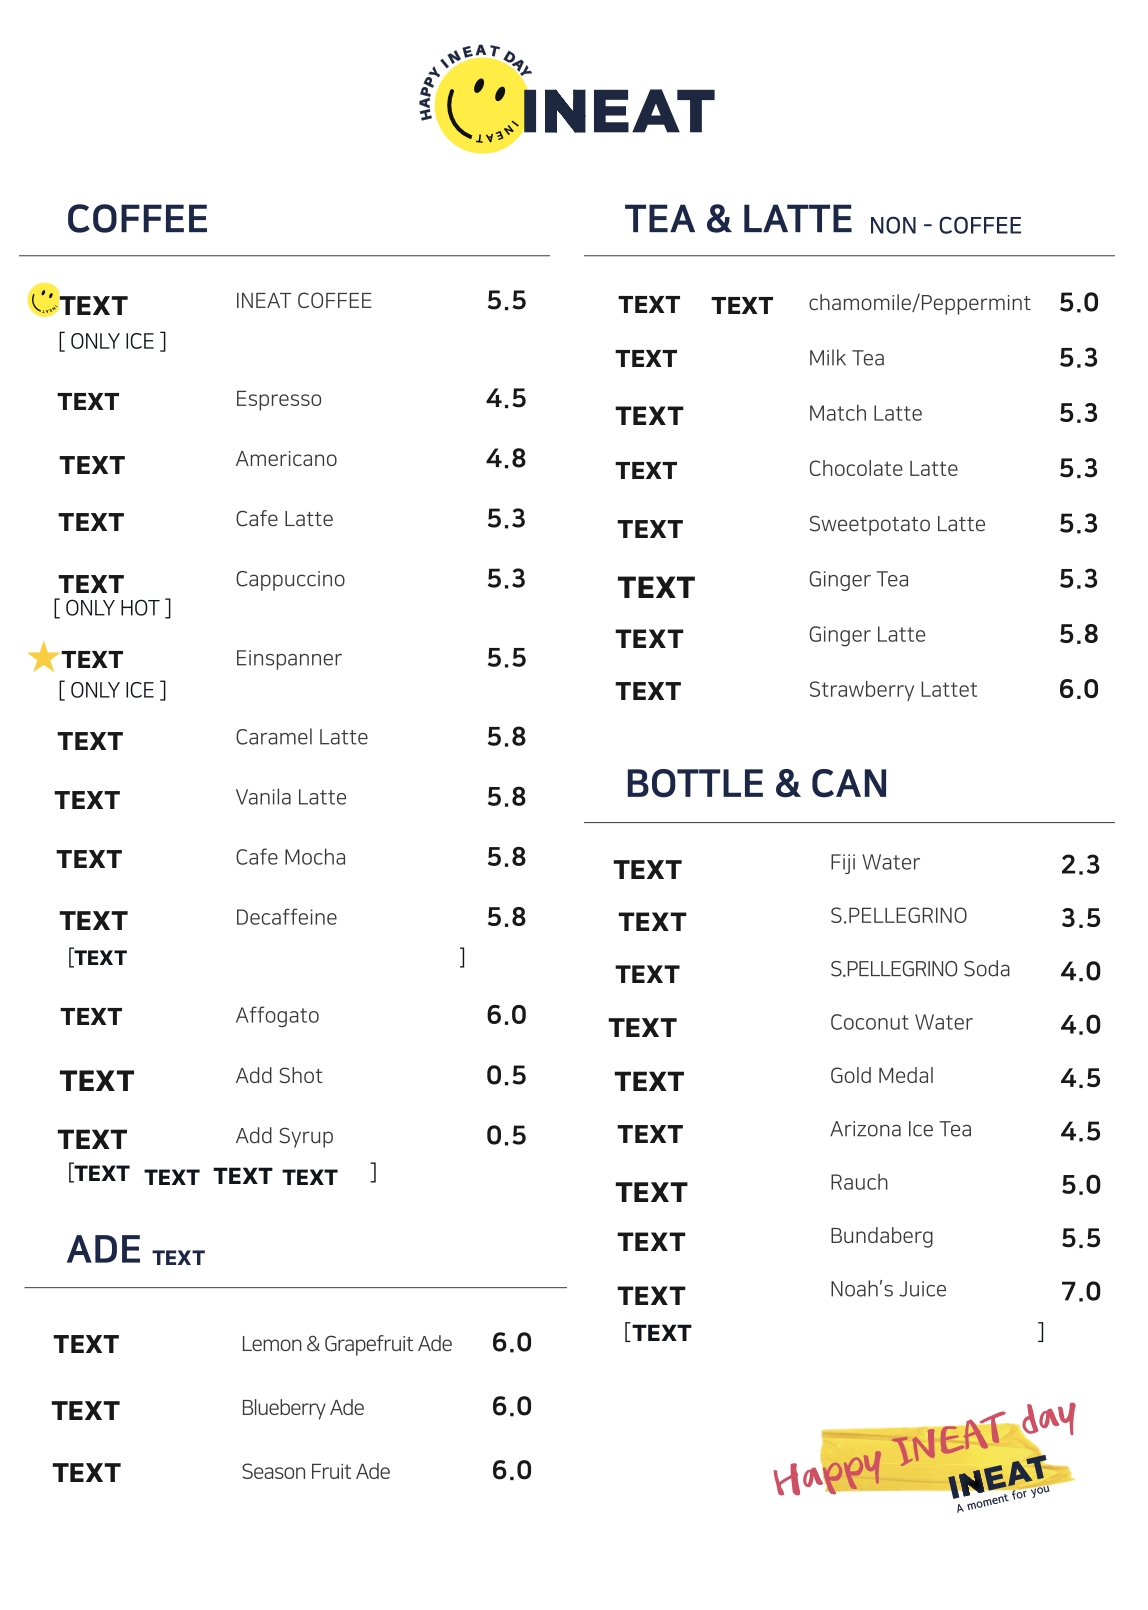 HAPPY INEAT DAY
INEAT
INEAT
COFFEE
TEXT INEAT COFFEE 5.5
INEAT
[ ONLY ICE ]
TEXT Espresso 4.5
TEXT Americano 4.8
TEXT Cafe Latte 5.3
TEXT Cappuccino 5.3
[ ONLY HOT ]
TEXT Einspanner 5.5
[ ONLY ICE ]
TEXT Caramel Latte 5.8
TEXT Vanila Latte 5.8
TEXT Cafe Mocha 5.8
TEXT Decaffeine 5.8
[TEXT ]
TEXT Affogato 6.0
TEXT Add Shot 0.5
TEXT Add Syrup 0.5
[TEXT TEXT TEXT TEXT ]
ADE TEXT
TEXT Lemon & Grapefruit Ade 6.0
TEXT Blueberry Ade 6.0
TEXT Season Fruit Ade 6.0
TEA & LATTE NON - COFFEE
TEXT TEXT chamomile/Peppermint 5.0
TEXT Milk Tea 5.3
TEXT Match Latte 5.3
TEXT Chocolate Latte 5.3
TEXT Sweetpotato Latte 5.3
TEXT Ginger Tea 5.3
TEXT Ginger Latte 5.8
TEXT Strawberry Lattet 6.0
BOTTLE & CAN
TEXT Fiji Water 2.3
TEXT S.PELLEGRINO 3.5
TEXT S.PELLEGRINO Soda 4.0
TEXT Coconut Water 4.0
TEXT Gold Medal 4.5
TEXT Arizona Ice Tea 4.5
TEXT Rauch 5.0
TEXT Bundaberg 5.5
TEXT Noah's Juice 7.0
[TEXT ]
Happy INEAT day
INEAT
A moment for you